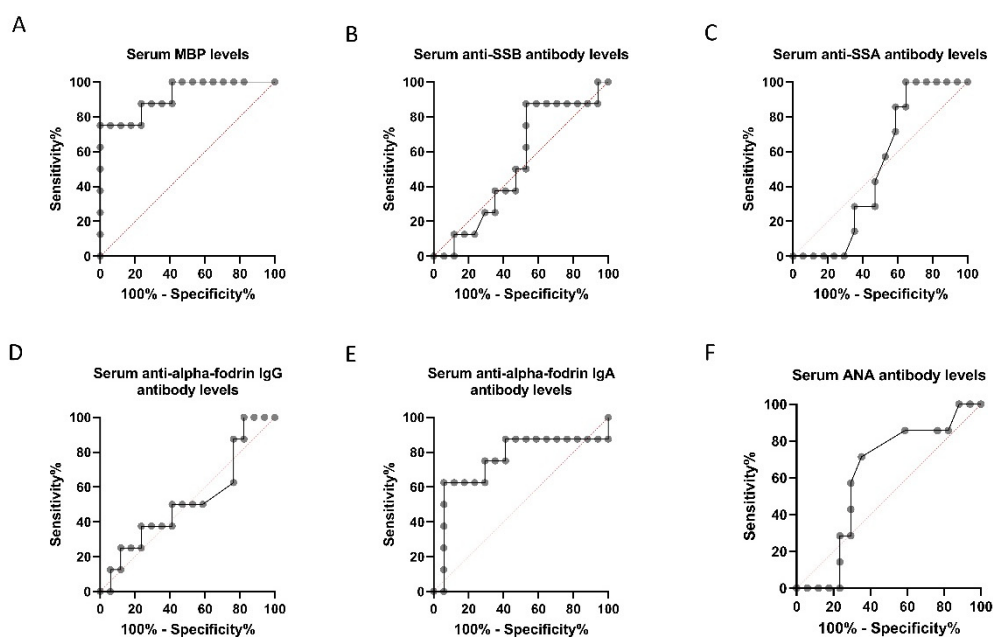 A
Serum MBP levels
100
80
60
40
20
0
Sensitivity%
0 20 40 60 80 100
100% - Specificity%
B
Serum anti-SSB antibody levels
100
80
60
40
20
0
Sensitivity%
0 20 40 60 80 100
100% - Specificity%
C
Serum anti-SSA antibody levels
100
80
60
40
20
0
Sensitivity%
0 20 40 60 80 100
100% - Specificity%
D
Serum anti-alpha-fodrin IgG
antibody levels
100
80
60
40
20
0
Sensitivity%
0 20 40 60 80 100
100% - Specificity%
E
Serum anti-alpha-fodrin IgA
antibody levels
100
80
60
40
20
0
Sensitivity%
0 20 40 60 80 100
100% - Specificity%
F
Serum ANA antibody levels
100
80
60
40
20
0
Sensitivity%
0 20 40 60 80 100
100% - Specificity%